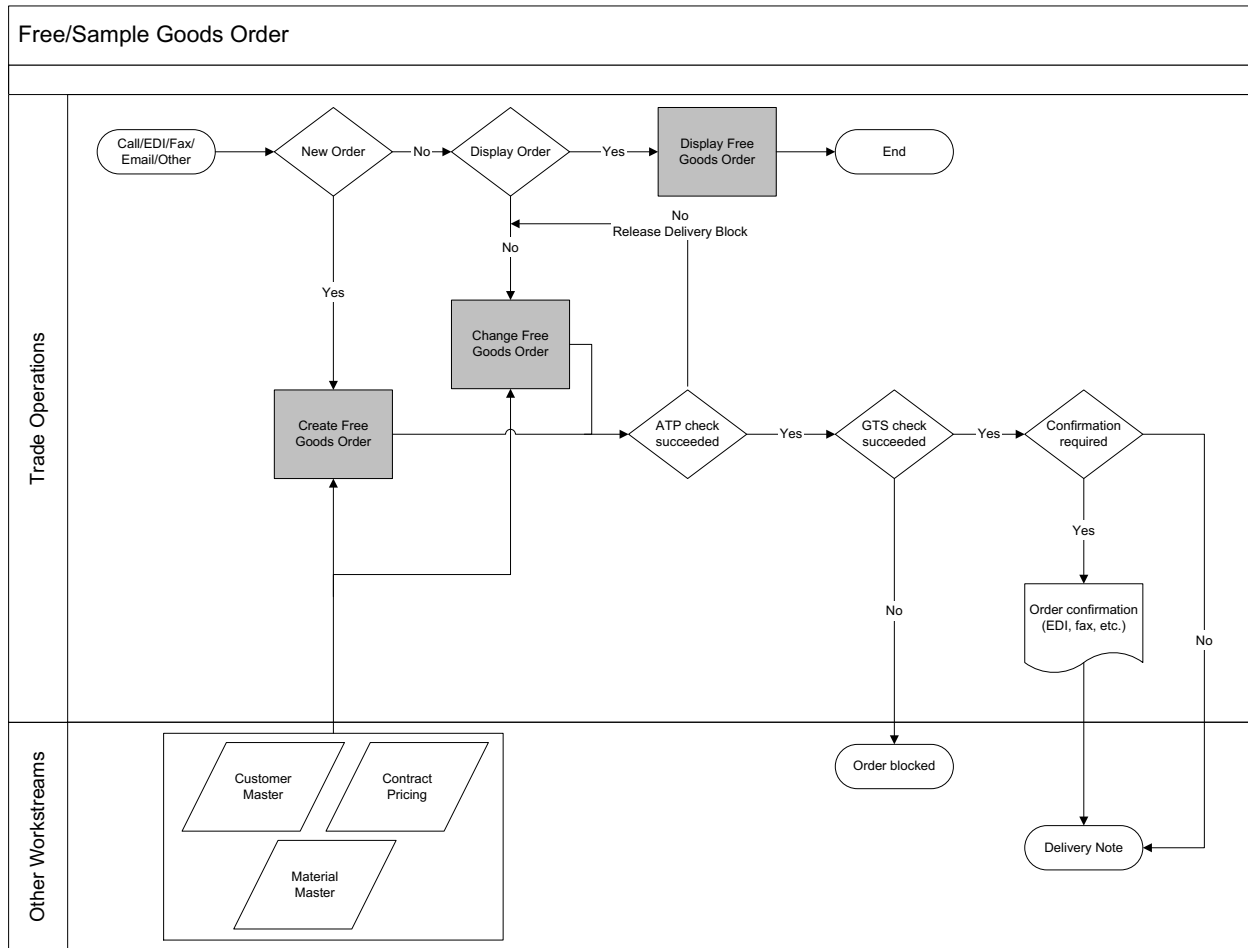 Free/Sample Goods Order
Trade Operations
Call/EDI/Fax/
Email/Other
New Order
No
Display Order
Yes
Display Free
Goods Order
End
No
Release Delivery Block
No
Yes
Change Free
Goods Order
Create Free
Goods Order
ATP check
succeeded
Yes
GTS check
succeeded
Yes
Confirmation
required
Yes
No
Order confirmation
(EDI, fax, etc.)
No
Other Workstreams
Customer
Master
Contract
Pricing
Material
Master
Order blocked
Delivery Note